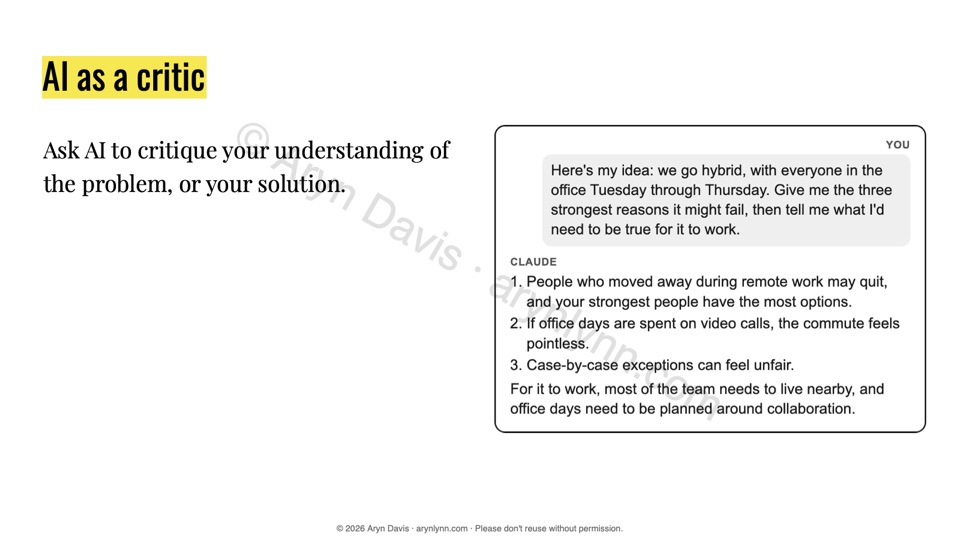 AI as a critic
Ask AI to critique your understanding of
the problem, or your solution.
YOU
Here's my idea: we go hybrid, with everyone in the
office Tuesday through Thursday. Give me the three
strongest reasons it might fail, then tell me what I'd
need to be true for it to work.
CLAUDE
1. People who moved away during remote work may quit,
and your strongest people have the most options.
2. If office days are spent on video calls, the commute feels
pointless.
3. Case-by-case exceptions can feel unfair.
For it to work, most of the team needs to live nearby, and
office days need to be planned around collaboration.
© Aryn Davis · arynlynn.com
© 2026 Aryn Davis · arynlynn.com · Please don't reuse without permission.